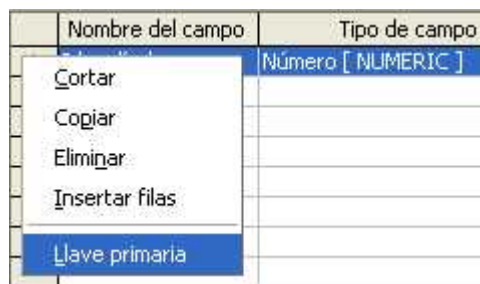 Nombre del campo Tipo de campo
Número [ NUMERIC ]
Cortar
Copiar
Eliminar
Insertar filas
Llave primaria